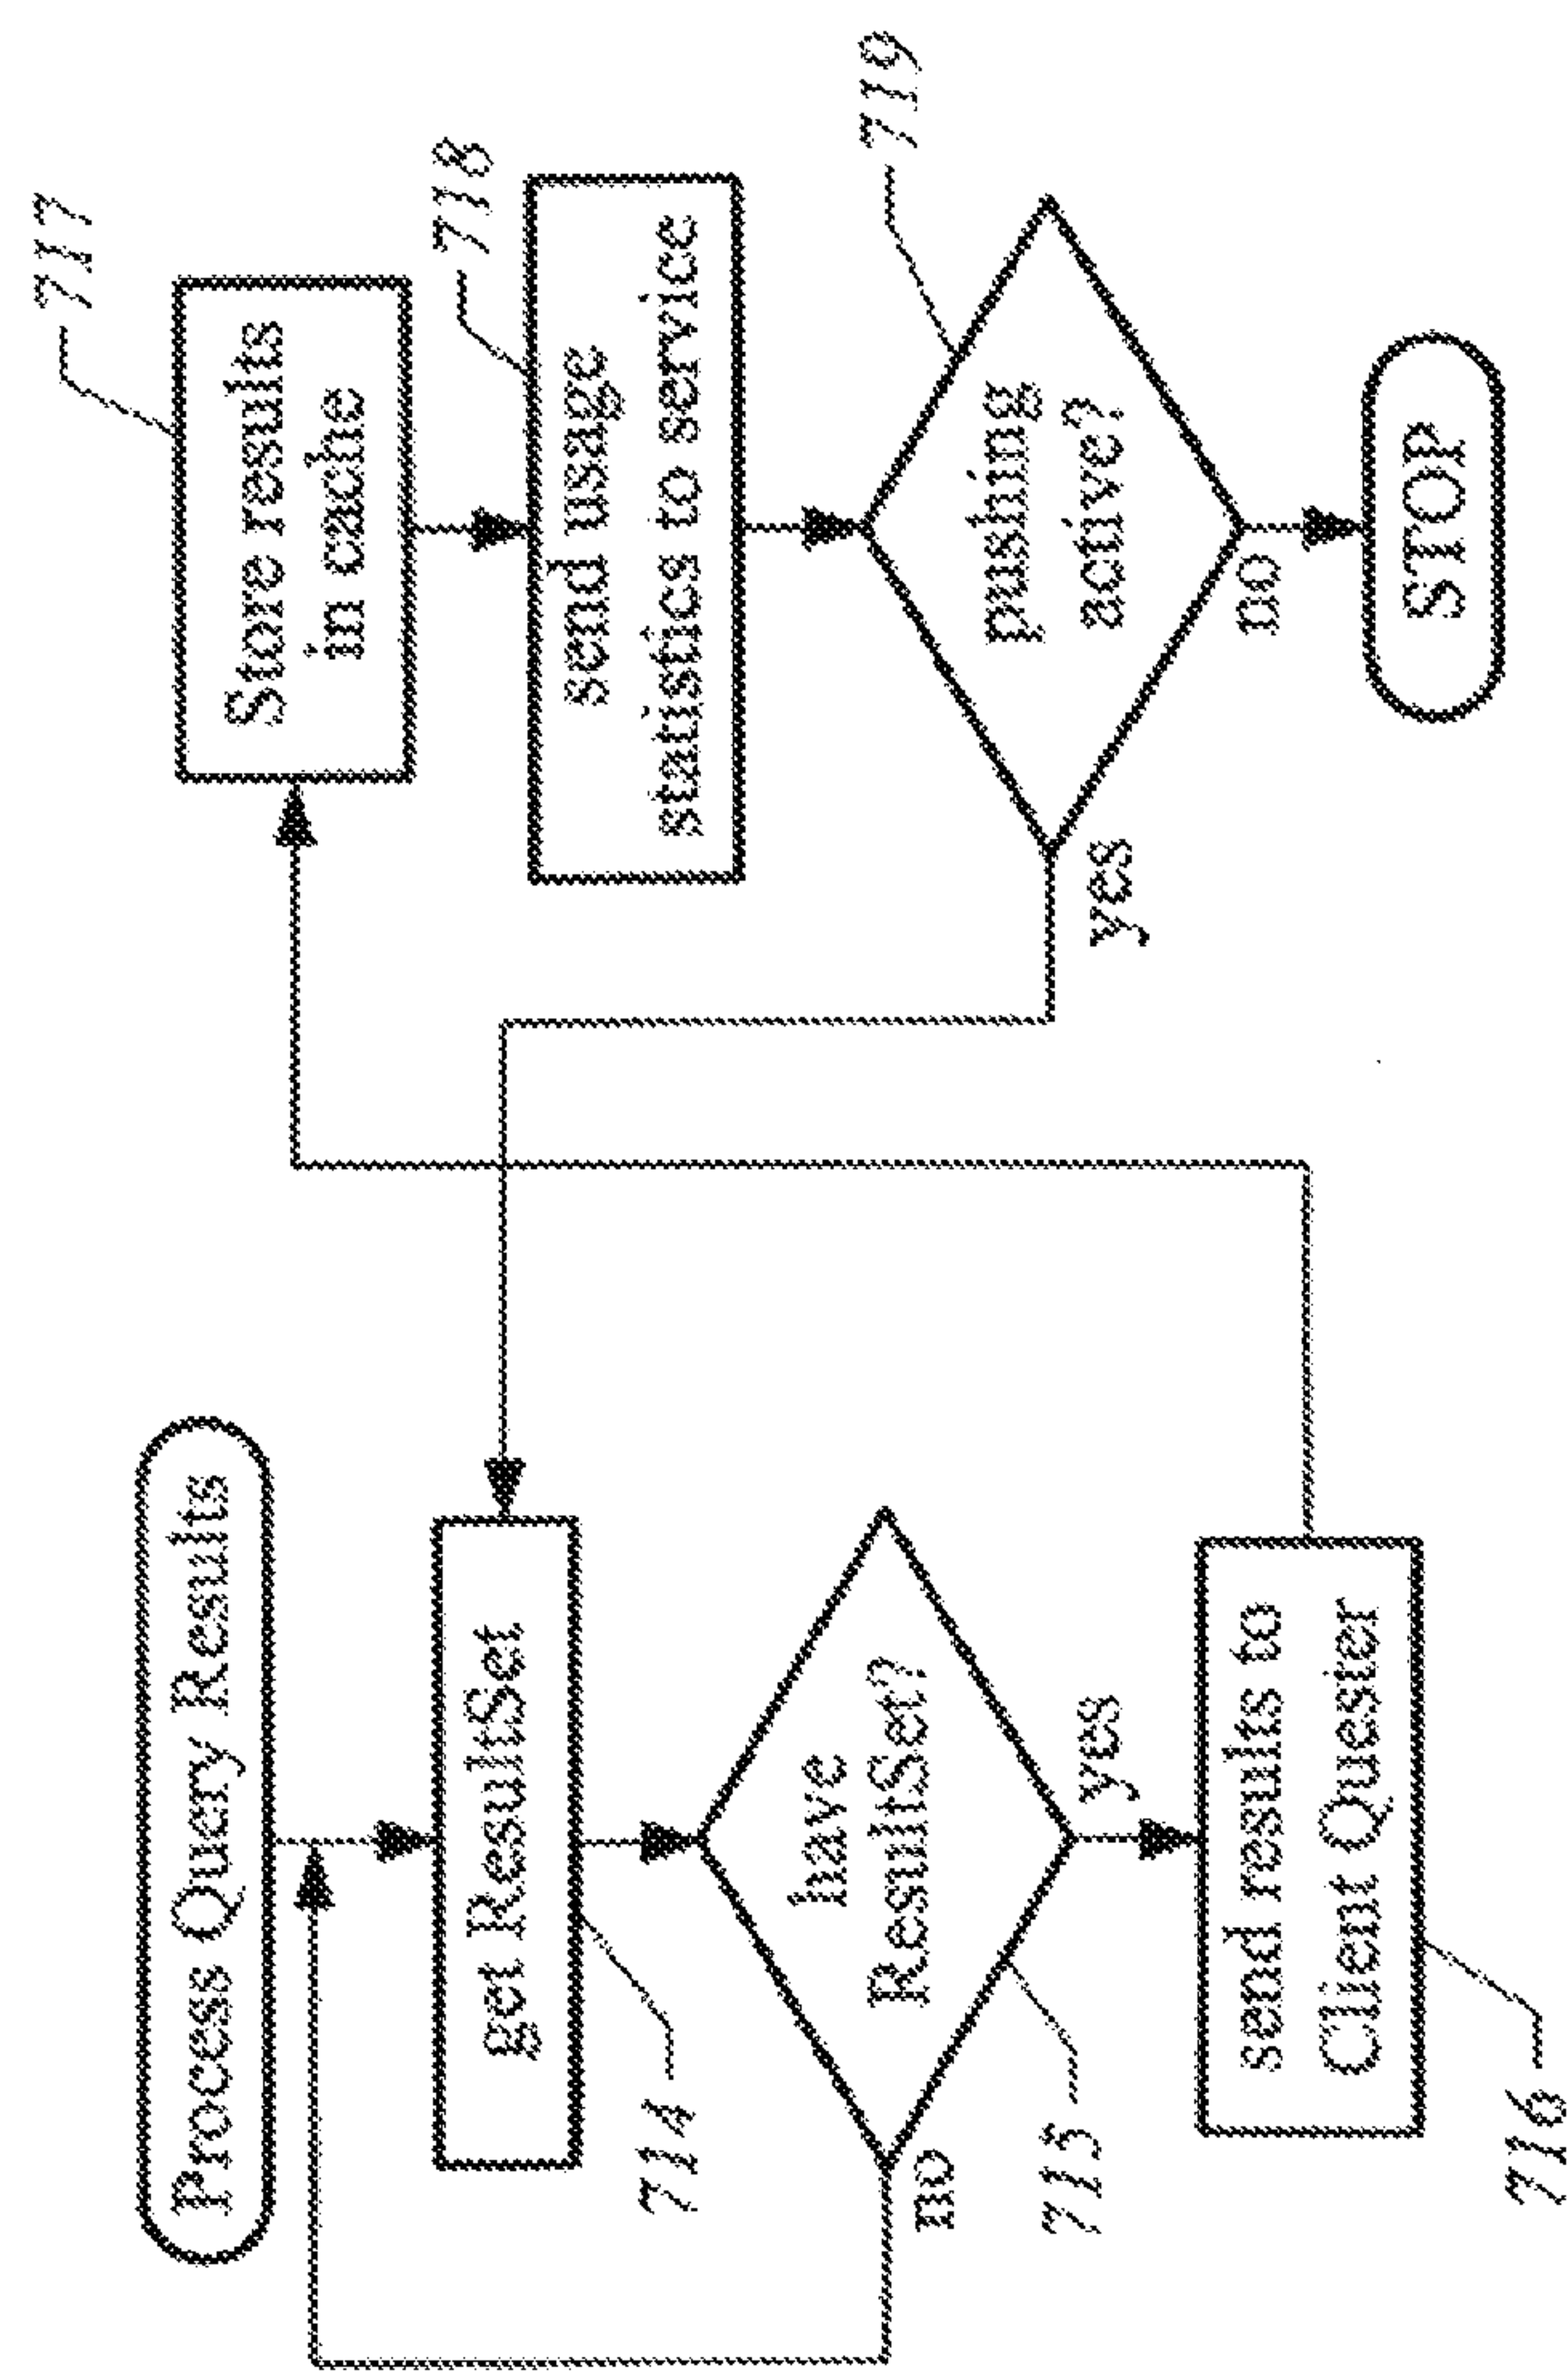 Process Query Results
get ResultSet
714
have
ResultSet?
no
yes
715
send results to
Client Quester
716
717
Store results
in cache
718
send usage
statistics to service
719
pushing
active?
yes
no
STOP